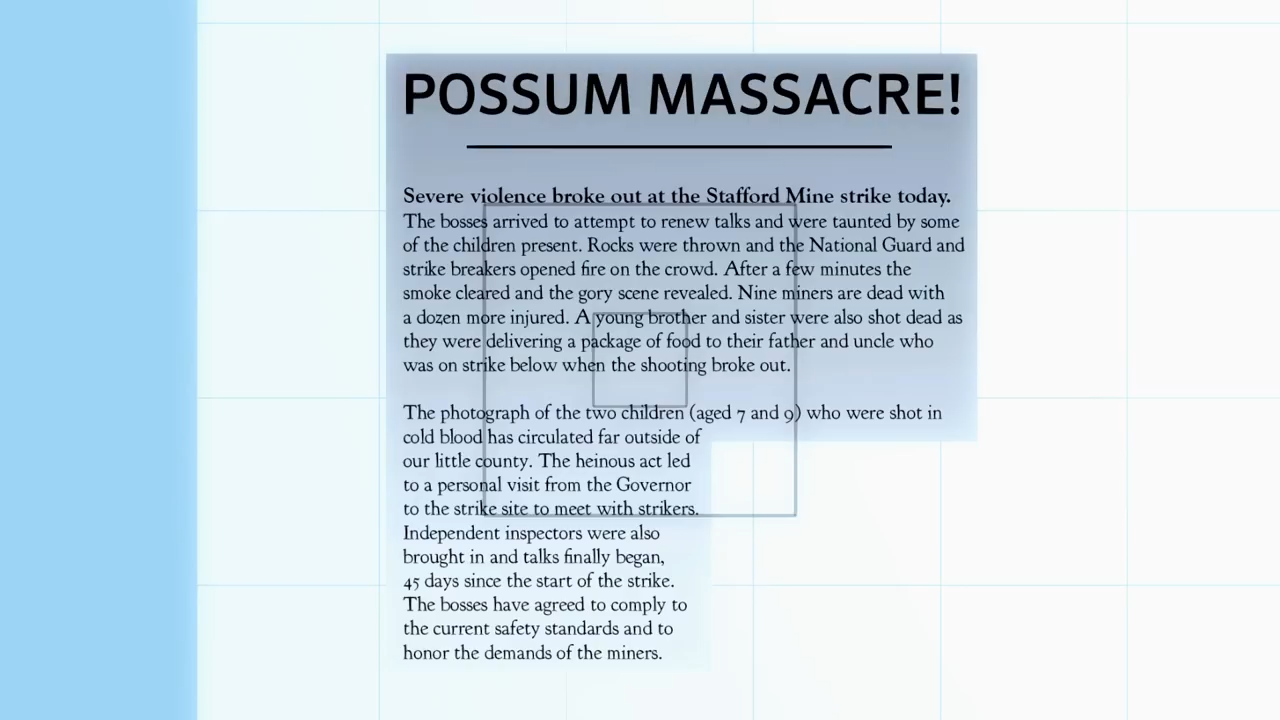 POSSUM MASSACRE!
Severe violence broke out at the Stafford Mine strike today.
The bosses arrived to attempt to renew talks and were taunted by some
of the children present. Rocks were thrown and the National Guard and
strike breakers opened fire on the crowd. After a few minutes the
smoke cleared and the gory scene revealed. Nine miners are dead with
a dozen more injured. A young brother and sister were also shot dead as
they were delivering a package of food to their father and uncle who
was on strike below when the shooting broke out.
The photograph of the two children (aged 7 and 9) who were shot in
cold blood has circulated far outside of
our little county. The heinous act led
to a personal visit from the Governor
to the strike site to meet with strikers.
Independent inspectors were also
brought in and talks finally began,
45 days since the start of the strike.
The bosses have agreed to comply to
the current safety standards and to
honor the demands of the miners.